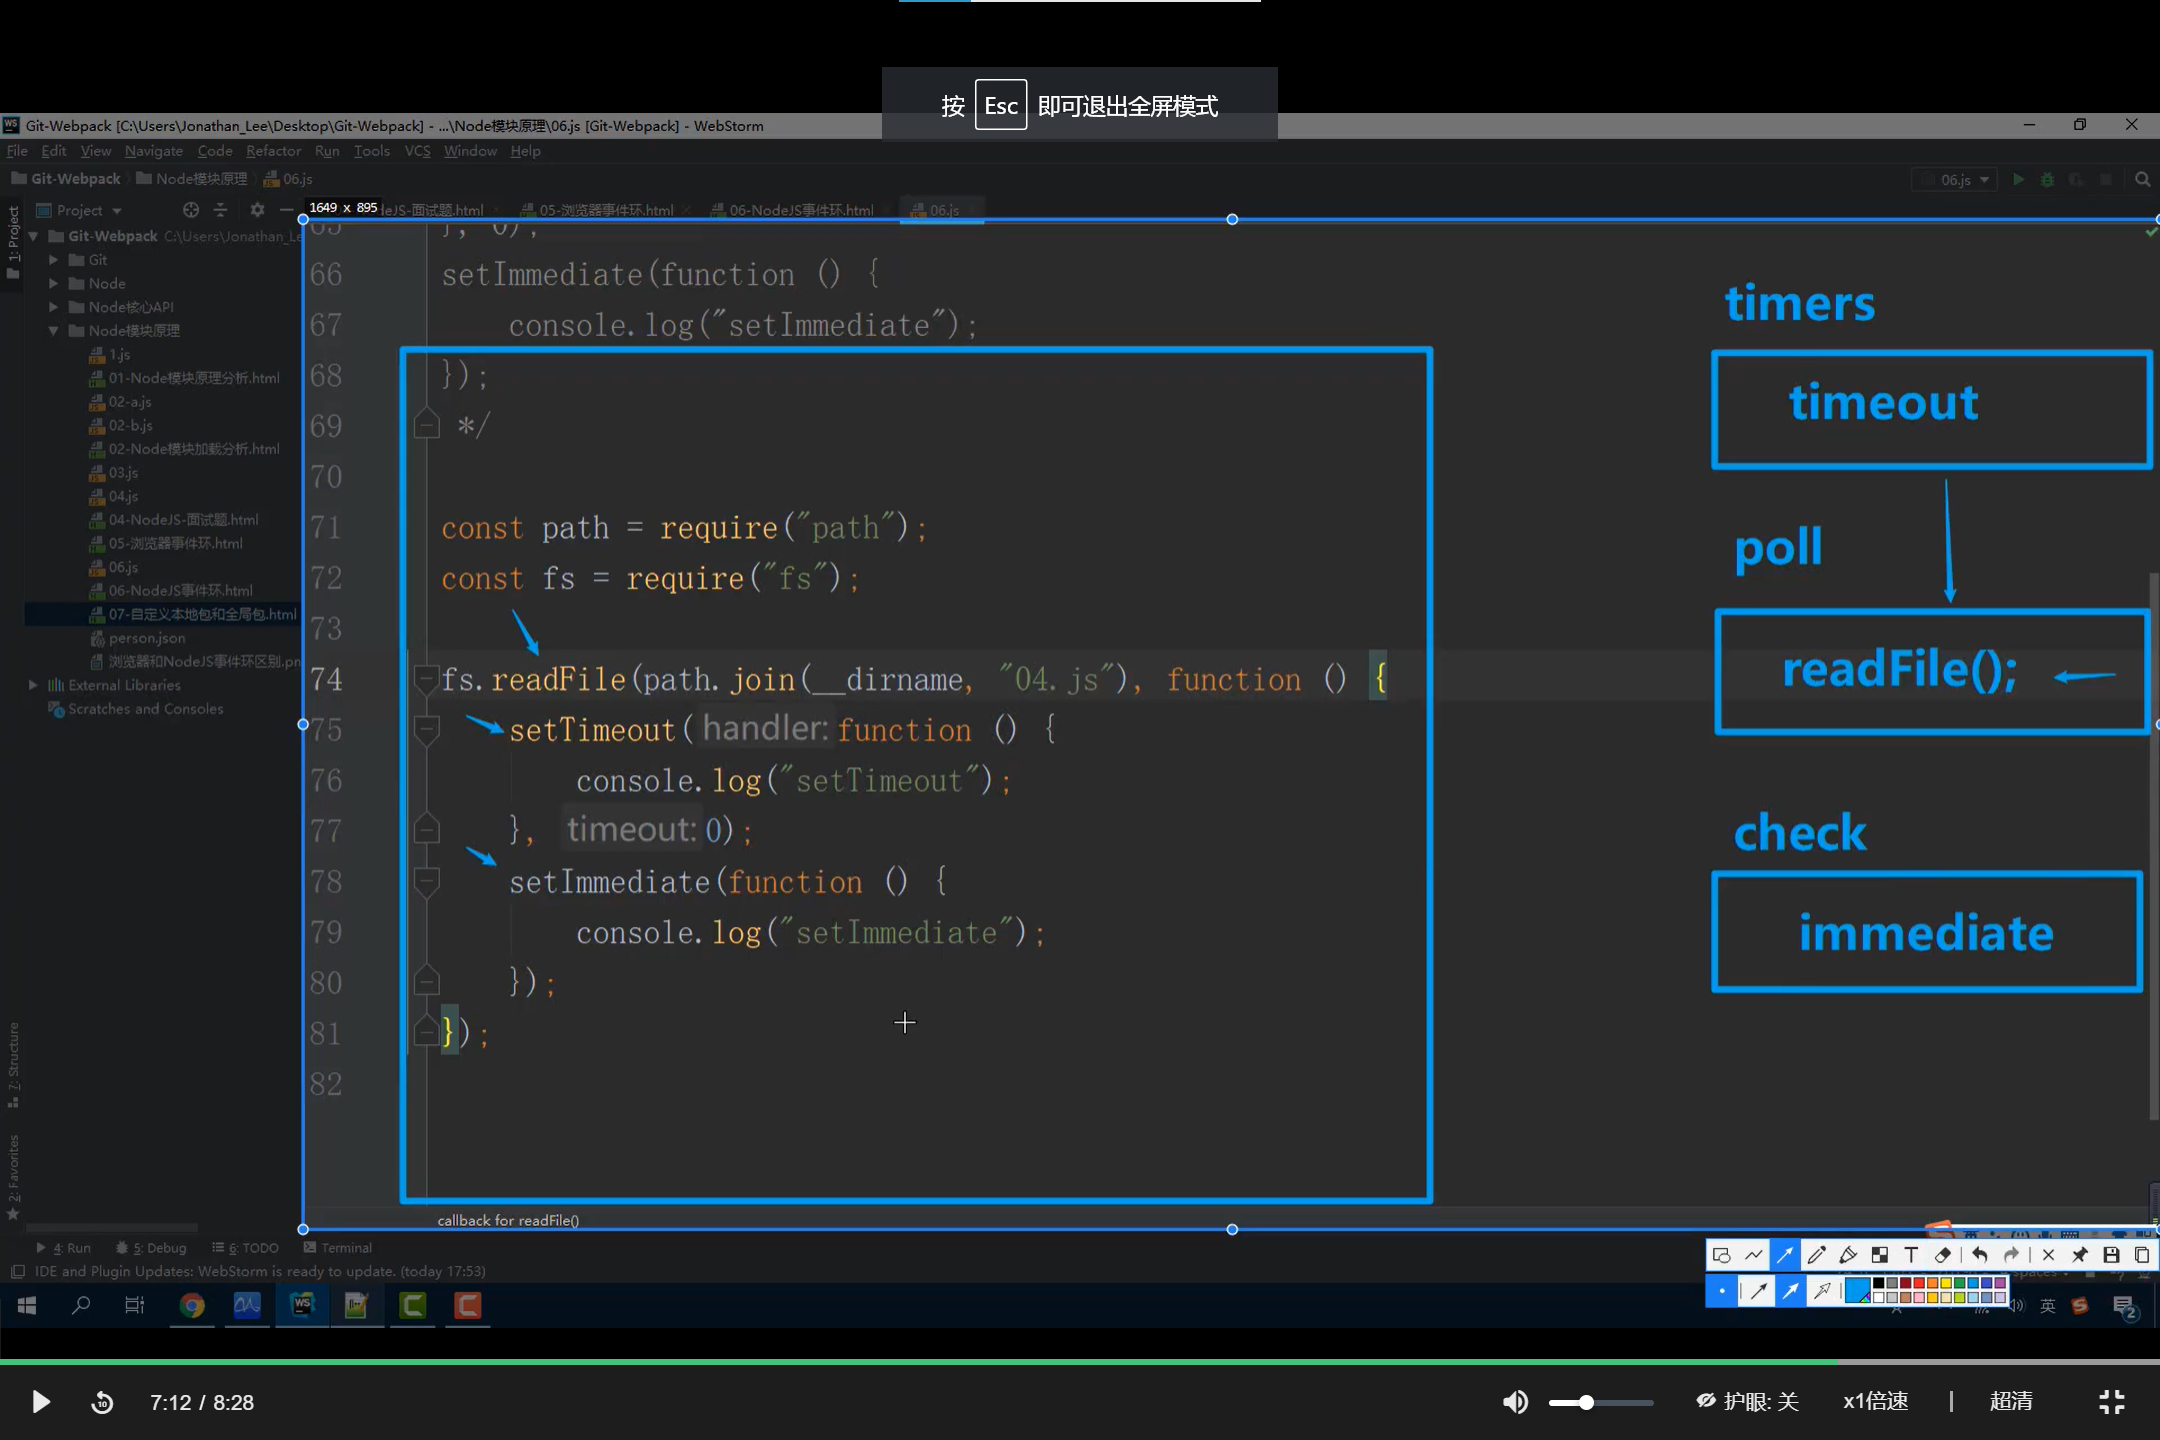 按 Esc 即可退出全屏模式
Git-Webpack [C:\Users\Jonathan_Lee\Desktop\Git-Webpack] - ...\Node模块原理\06.js [Git-Webpack] - WebStorm
File Edit View Navigate Code Refactor Run Tools VCS Window Help
Git-Webpack Node模块原理 06.js
06.js
Project
1649 x 895
eJS-面试题.html 05-浏览器事件环.html 06-NodeJS事件环.html 06.js
1: Project
Git-Webpack C:\Users\Jonathan_Le
Git
Node
Node核心API
Node模块原理
1.js
01-Node模块原理分析.html
02-a.js
02-b.js
02-Node模块加载分析.html
03.js
04.js
04-NodeJS-面试题.html
05-浏览器事件环.html
06.js
06-NodeJS事件环.html
07-自定义本地包和全局包.html
person.json
浏览器和NodeJS事件环区别.pn
External Libraries
Scratches and Consoles
7: Structure
2: Favorites
65 }, 0);
66 setImmediate(function () {
67 console.log("setImmediate");
68 });
69 */
70
71 const path = require("path");
72 const fs = require("fs");
73
74 fs.readFile(path.join(__dirname, "04.js"), function () {
75 setTimeout( handler: function () {
76 console.log("setTimeout");
77 }, timeout: 0);
78 setImmediate(function () {
79 console.log("setImmediate");
80 });
81 });
82
timers
timeout
poll
readFile();
check
immediate
callback for readFile()
4: Run 5: Debug 6: TODO Terminal
IDE and Plugin Updates: WebStorm is ready to update. (today 17:53)
英
2
7:12 / 8:28
护眼: 关 x1倍速 | 超清